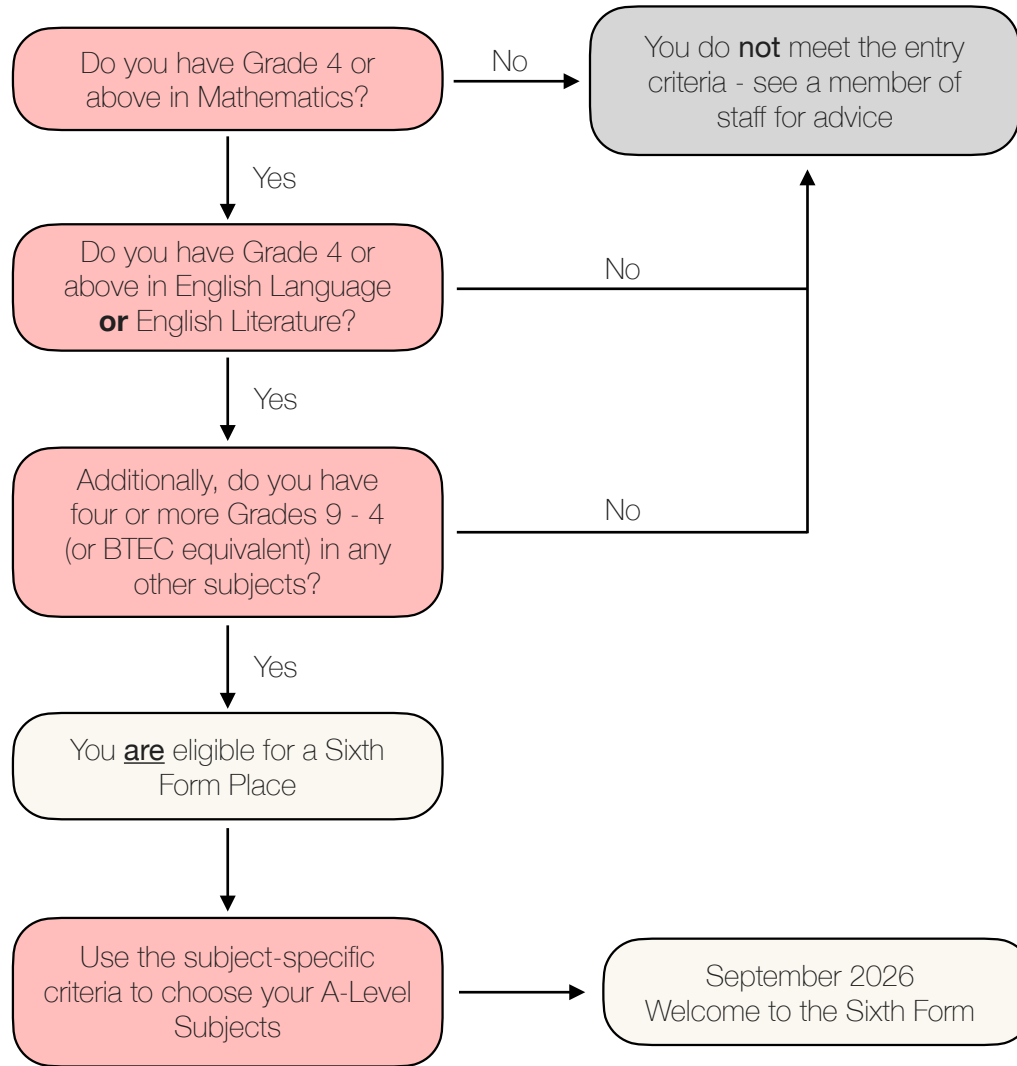 Do you have Grade 4 or
above in Mathematics?
No
You do not meet the entry
criteria - see a member of
staff for advice
Yes
Do you have Grade 4 or
above in English Language
or English Literature?
No
Yes
Additionally, do you have
four or more Grades 9 - 4
(or BTEC equivalent) in any
other subjects?
No
Yes
You are eligible for a Sixth
Form Place
Use the subject-specific
criteria to choose your A-Level
Subjects
September 2026
Welcome to the Sixth Form